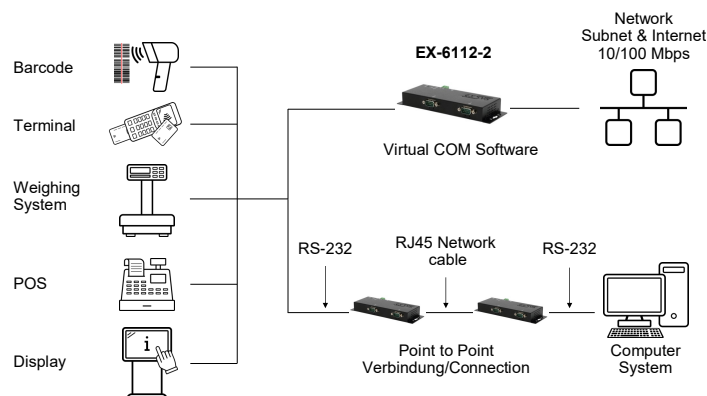 Network
Subnet & Internet
10/100 Mbps
EX-6112-2
Barcode
Terminal
Virtual COM Software
Weighing
System
RS-232
RJ45 Network
cable
RS-232
POS
i
Display
Point to Point
Verbindung/Connection
Computer
System